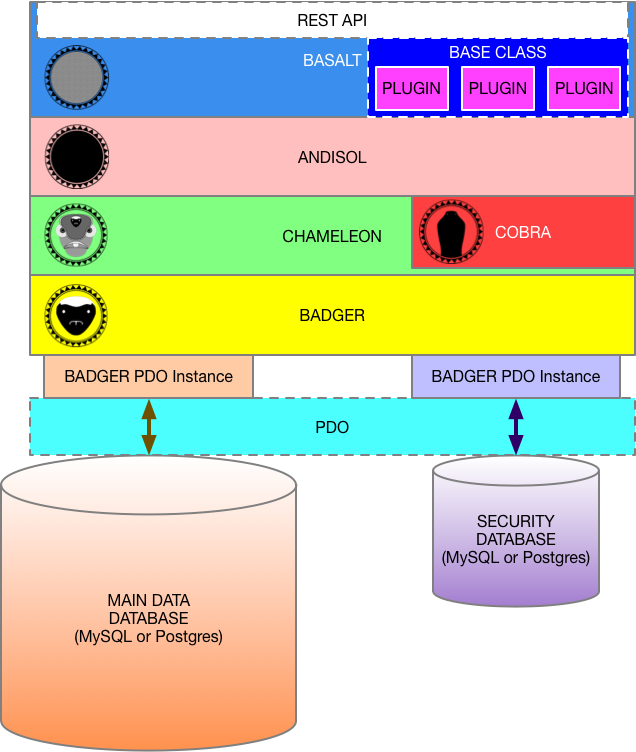 REST API
BASALT
BASE CLASS
PLUGIN
PLUGIN
PLUGIN
ANDISOL
CHAMELEON
COBRA
BADGER
BADGER PDO Instance
BADGER PDO Instance
PDO
SECURITY
DATABASE
(MySQL or Postgres)
MAIN DATA
DATABASE
(MySQL or Postgres)